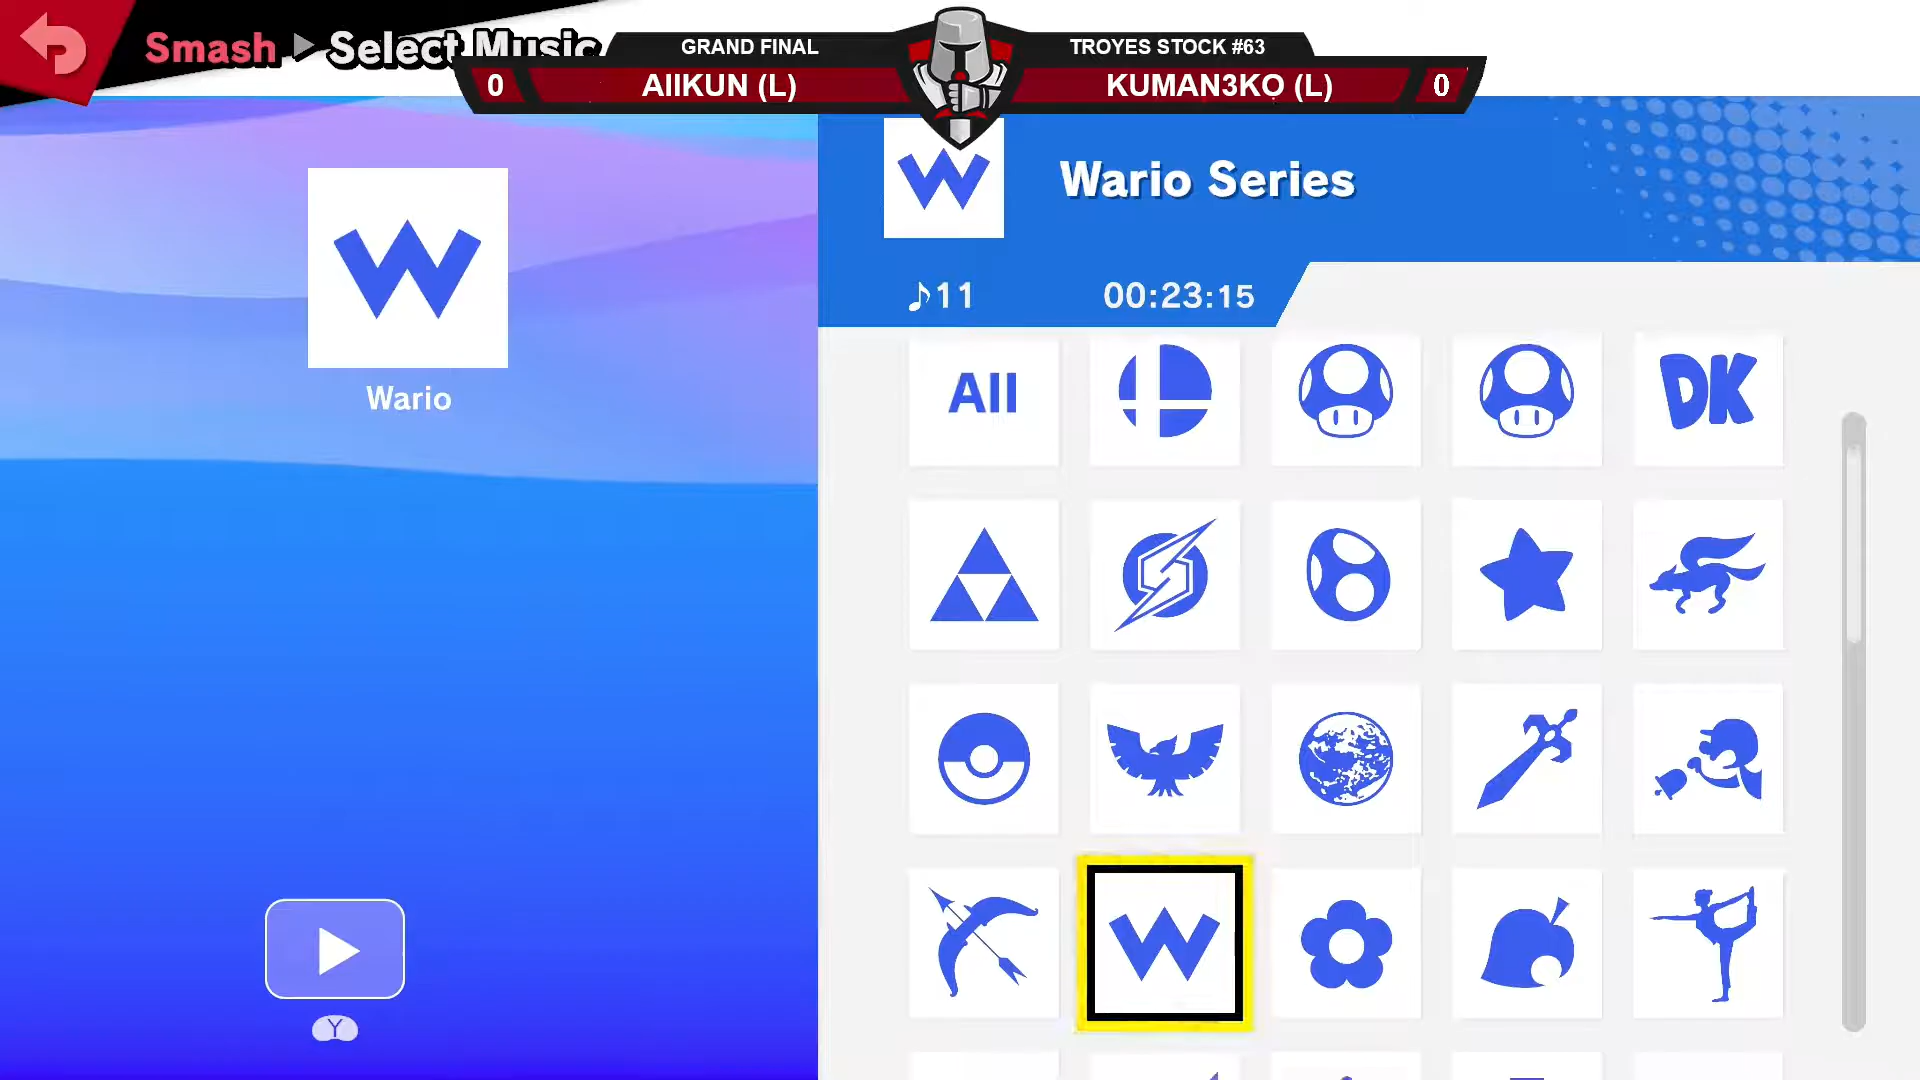 Smash ▶ Select Music
GRAND FINAL
TROYES STOCK #63
0
AIIKUN (L)
KUMAN3KO (L)
0
W
Wario Series
♪11
00:23:15
W
Wario
All
DK
W
Y